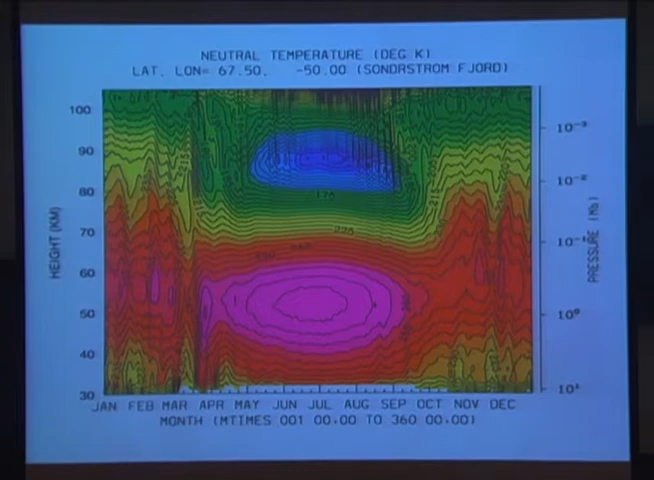 NEUTRAL TEMPERATURE (DEG K)
LAT, LON= 67.50, -50.00 (SONDRSTROM FJORD)
100
90
80
70
60
50
40
30
HEIGHT (KM)
10⁻³
10⁻²
10⁻¹
10⁰
10¹
PRESSURE (Mb)
175
225
JAN FEB MAR APR MAY JUN JUL AUG SEP OCT NOV DEC
MONTH (MTIMES 001 00.00 TO 360 00.00)